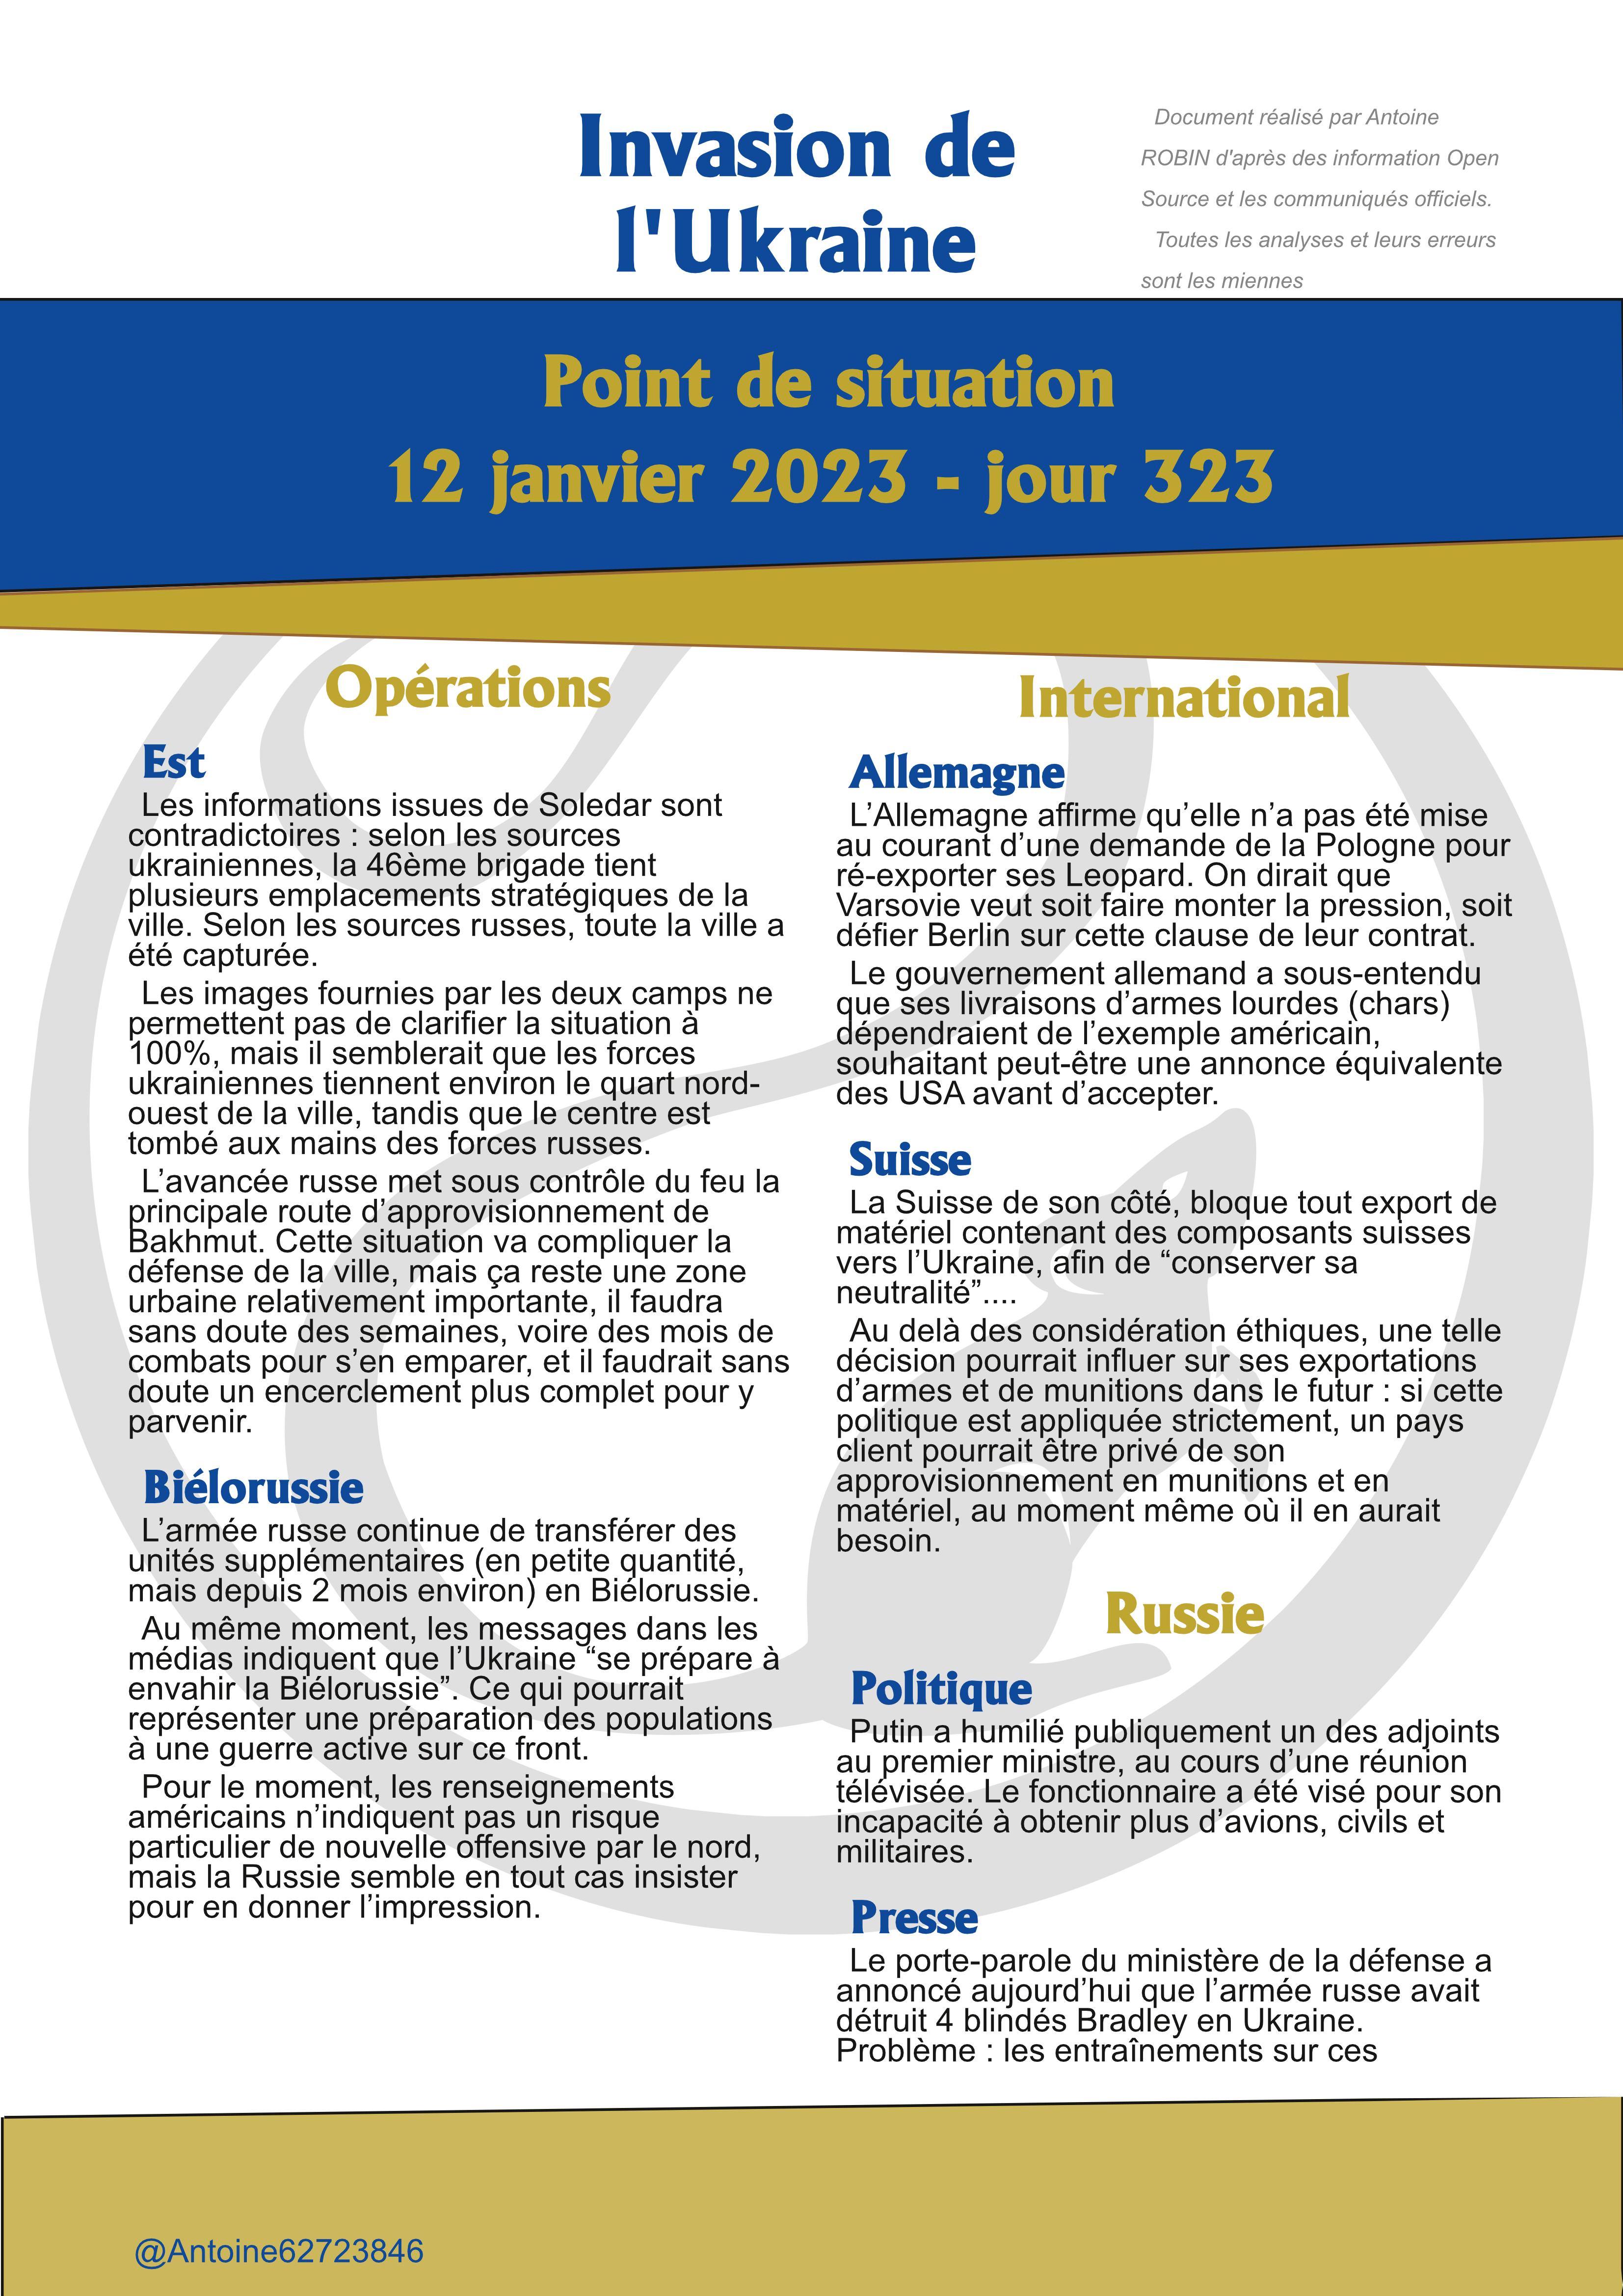 Invasion de
l'Ukraine
Document réalisé par Antoine
ROBIN d'après des information Open
Source et les communiqués officiels.
Toutes les analyses et leurs erreurs
sont les miennes
Point de situation
12 janvier 2023 - jour 323
Opérations
Est
Les informations issues de Soledar sont
contradictoires : selon les sources
ukrainiennes, la 46ème brigade tient
plusieurs emplacements stratégiques de la
ville. Selon les sources russes, toute la ville a
été capturée.
Les images fournies par les deux camps ne
permettent pas de clarifier la situation à
100%, mais il semblerait que les forces
ukrainiennes tiennent environ le quart nord-
ouest de la ville, tandis que le centre est
tombé aux mains des forces russes.
L’avancée russe met sous contrôle du feu la
principale route d’approvisionnement de
Bakhmut. Cette situation va compliquer la
défense de la ville, mais ça reste une zone
urbaine relativement importante, il faudra
sans doute des semaines, voire des mois de
combats pour s’en emparer, et il faudrait sans
doute un encerclement plus complet pour y
parvenir.
Biélorussie
L’armée russe continue de transférer des
unités supplémentaires (en petite quantité,
mais depuis 2 mois environ) en Biélorussie.
Au même moment, les messages dans les
médias indiquent que l’Ukraine “se prépare à
envahir la Biélorussie”. Ce qui pourrait
représenter une préparation des populations
à une guerre active sur ce front.
Pour le moment, les renseignements
américains n’indiquent pas un risque
particulier de nouvelle offensive par le nord,
mais la Russie semble en tout cas insister
pour en donner l’impression.
International
Allemagne
L’Allemagne affirme qu’elle n’a pas été mise
au courant d’une demande de la Pologne pour
ré-exporter ses Leopard. On dirait que
Varsovie veut soit faire monter la pression, soit
défier Berlin sur cette clause de leur contrat.
Le gouvernement allemand a sous-entendu
que ses livraisons d’armes lourdes (chars)
dépendraient de l’exemple américain,
souhaitant peut-être une annonce équivalente
des USA avant d’accepter.
Suisse
La Suisse de son côté, bloque tout export de
matériel contenant des composants suisses
vers l’Ukraine, afin de “conserver sa
neutralité”....
Au delà des considération éthiques, une telle
décision pourrait influer sur ses exportations
d’armes et de munitions dans le futur : si cette
politique est appliquée strictement, un pays
client pourrait être privé de son
approvisionnement en munitions et en
matériel, au moment même où il en aurait
besoin.
Russie
Politique
Putin a humilié publiquement un des adjoints
au premier ministre, au cours d’une réunion
télévisée. Le fonctionnaire a été visé pour son
incapacité à obtenir plus d’avions, civils et
militaires.
Presse
Le porte-parole du ministère de la défense a
annoncé aujourd’hui que l’armée russe avait
détruit 4 blindés Bradley en Ukraine.
Problème : les entraînements sur ces
@Antoine62723846